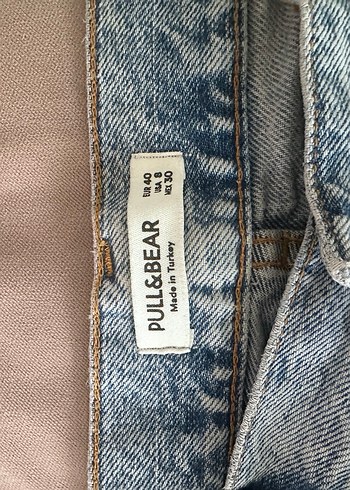 PULL&BEAR
Made in Turkey
EUR 40
USA 8
MEX 30